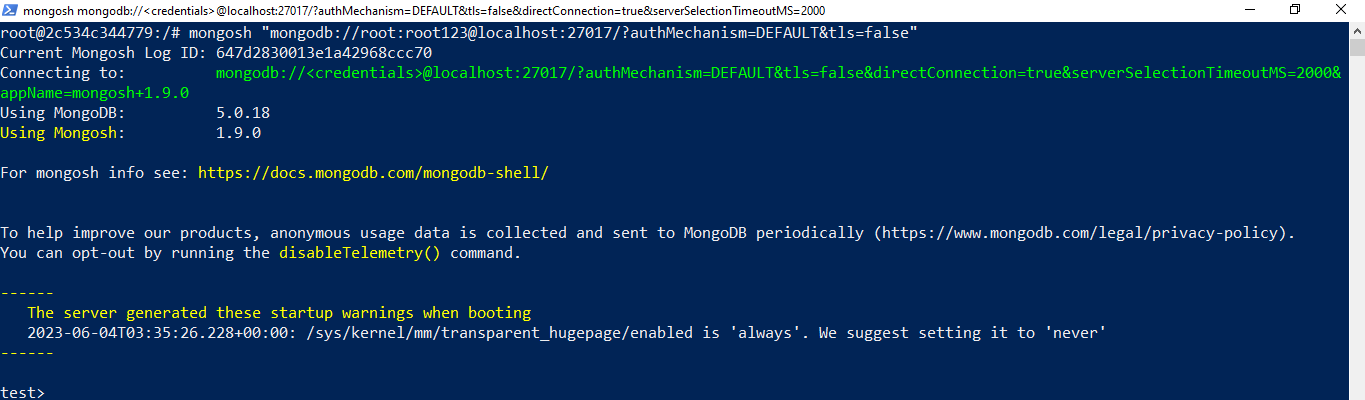 mongosh mongodb://<credentials>@localhost:27017/?authMechanism=DEFAULT&tls=false&directConnection=true&serverSelectionTimeoutMS=2000
root@2c534c344779:/# mongosh "mongodb://root:root123@localhost:27017/?authMechanism=DEFAULT&tls=false"
Current Mongosh Log ID: 647d2830013e1a42968ccc70
Connecting to: mongodb://<credentials>@localhost:27017/?authMechanism=DEFAULT&tls=false&directConnection=true&serverSelectionTimeoutMS=2000&
appName=mongosh+1.9.0
Using MongoDB: 5.0.18
Using Mongosh: 1.9.0
For mongosh info see: https://docs.mongodb.com/mongodb-shell/
To help improve our products, anonymous usage data is collected and sent to MongoDB periodically (https://www.mongodb.com/legal/privacy-policy).
You can opt-out by running the disableTelemetry() command.
------
The server generated these startup warnings when booting
2023-06-04T03:35:26.228+00:00: /sys/kernel/mm/transparent_hugepage/enabled is 'always'. We suggest setting it to 'never'
------
test>